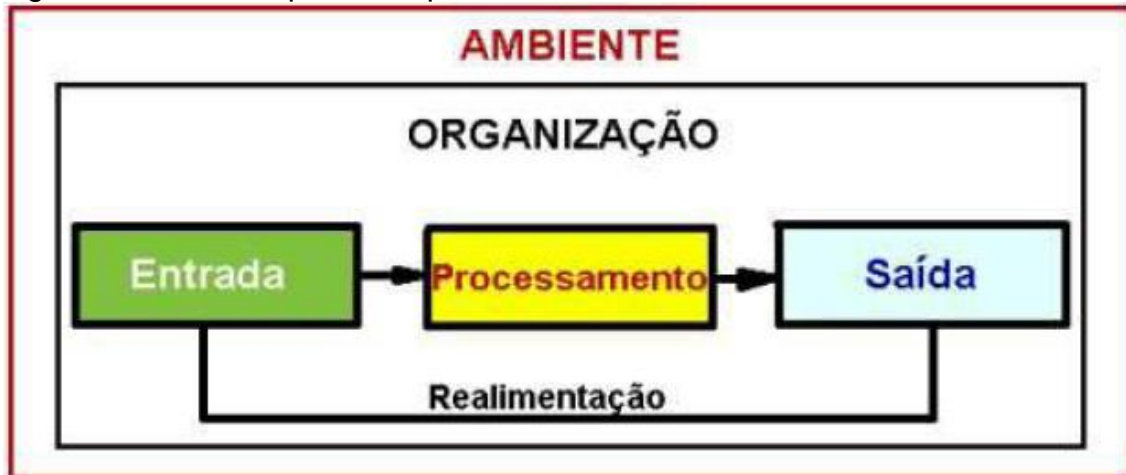 AMBIENTE
ORGANIZAÇÃO
Entrada
Processamento
Saída
Realimentação